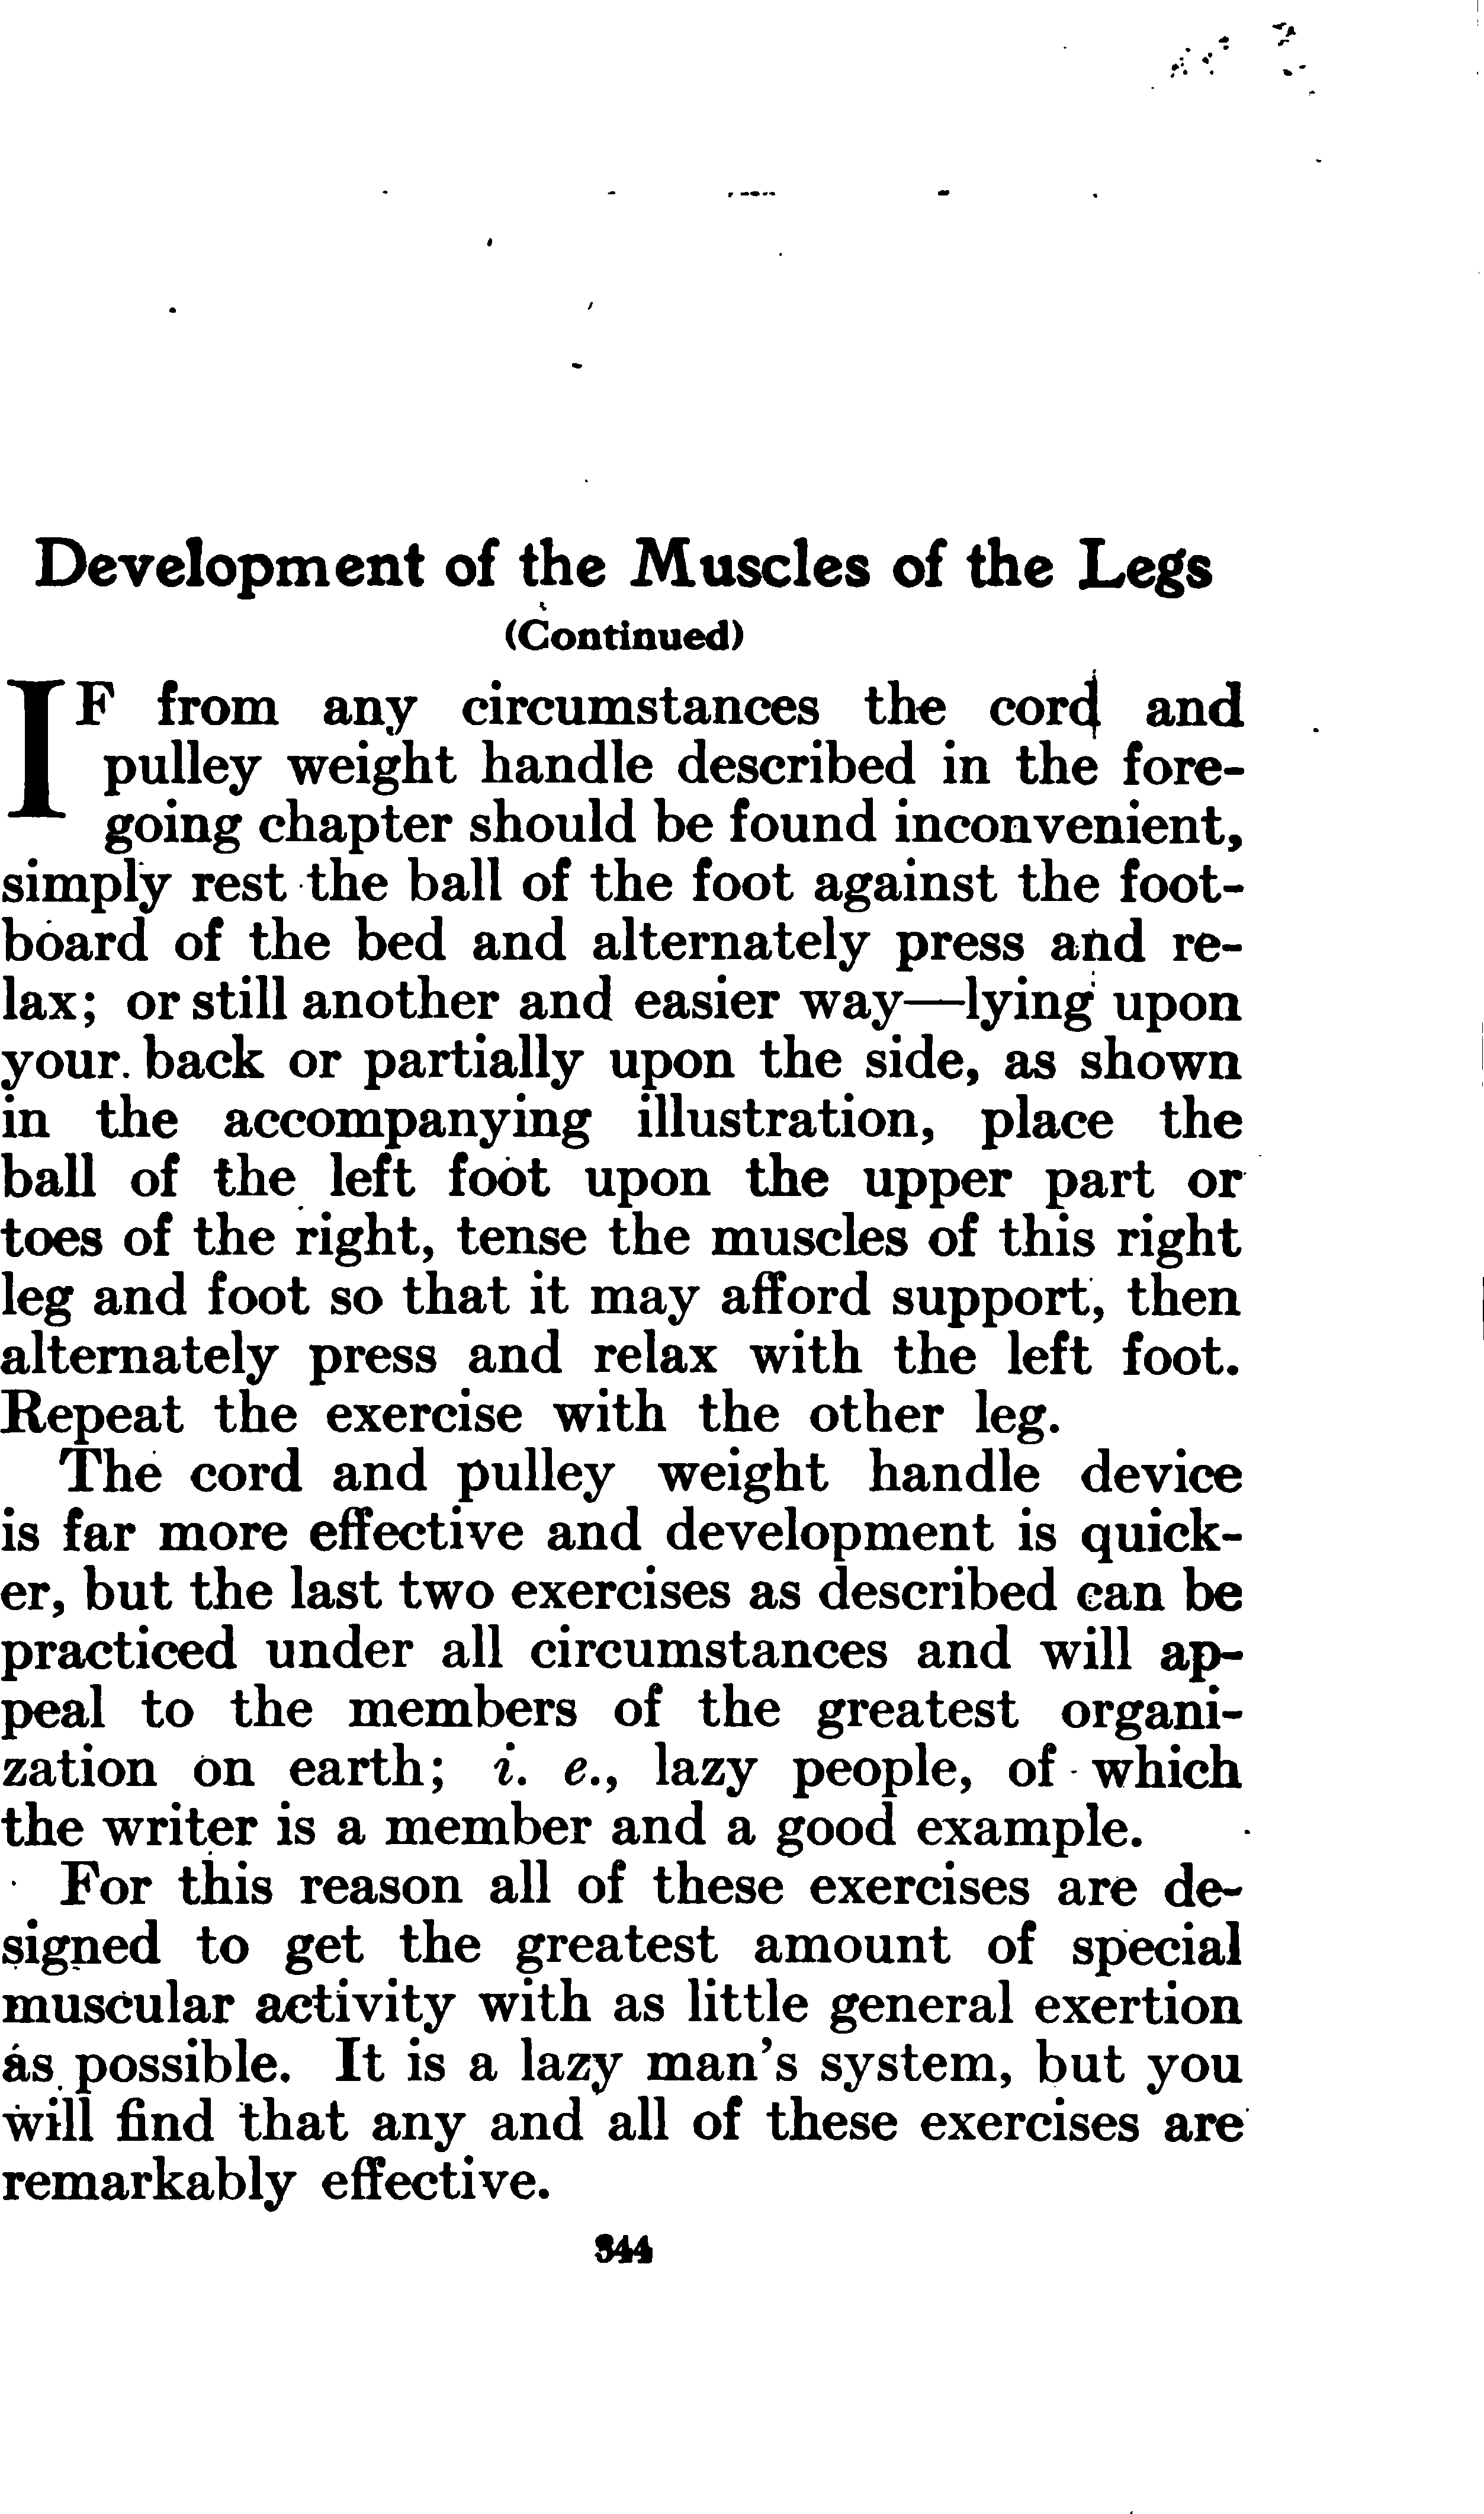 Development of the Muscles of the Legs
(Continued)
IF from any circumstances the cord and
pulley weight handle described in the fore-
going chapter should be found inconvenient,
simply rest the ball of the foot against the foot-
board of the bed and alternately press and re-
lax; or still another and easier way—lying upon
your back or partially upon the side, as shown
in the accompanying illustration, place the
ball of the left foot upon the upper part or
toes of the right, tense the muscles of this right
leg and foot so that it may afford support, then
alternately press and relax with the left foot.
Repeat the exercise with the other leg.
The cord and pulley weight handle device
is far more effective and development is quick-
er, but the last two exercises as described can be
practiced under all circumstances and will ap-
peal to the members of the greatest organi-
zation on earth; i. e., lazy people, of which
the writer is a member and a good example.
For this reason all of these exercises are de-
signed to get the greatest amount of special
muscular activity with as little general exertion
as possible. It is a lazy man's system, but you
will find that any and all of these exercises are
remarkably effective.
344